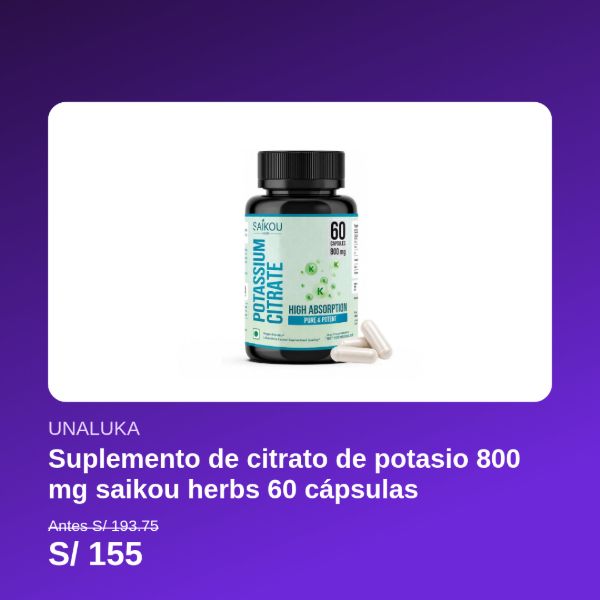 SAIKOU
60
CAPSULES
800 mg
POTASSIUM
CITRATE
K
K
K
HIGH ABSORPTION
PURE & POTENT
UNALUKA
Suplemento de citrato de potasio 800
mg saikou herbs 60 cápsulas
Antes S/ 193.75
S/ 155